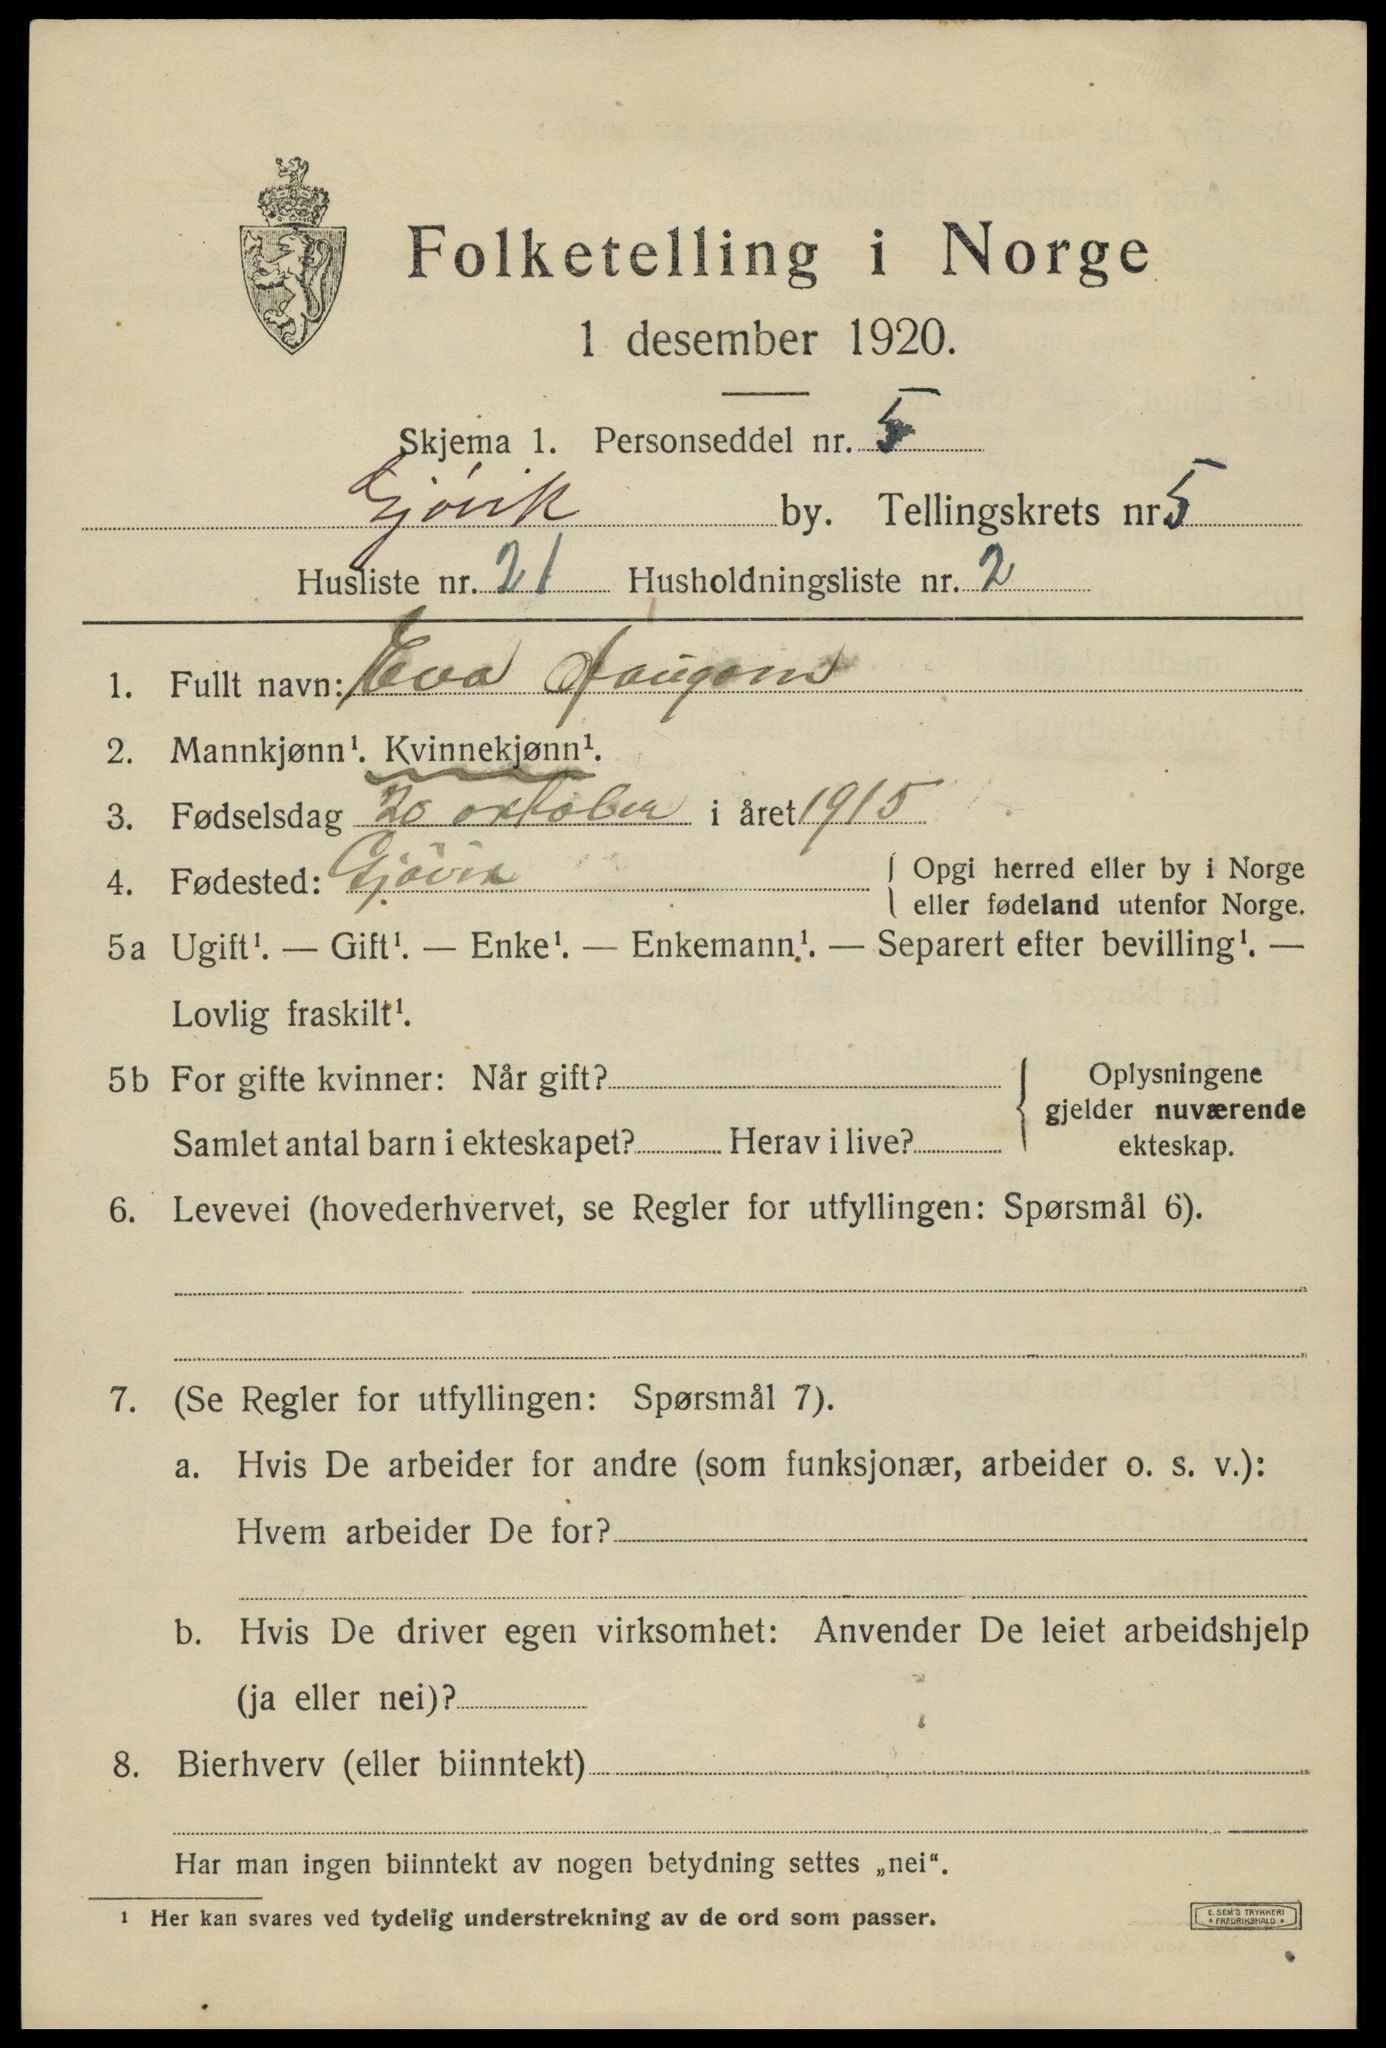 Folketelling i Norge
1 desember 1920.
Skjema 1. Personseddel nr. 5
Gjøvik by. Tellingskrets nr. 5
Husliste nr. 21 Husholdningsliste nr. 2
1. Fullt navn: Eva
2. Mannkjønn¹. Kvinnekjønn¹.
3. Fødselsdag 20 oktober i året 1915
4. Fødested: Gjövik { Opgi herred eller by i Norge
eller fødeland utenfor Norge.
5a Ugift¹. — Gift¹. — Enke¹. — Enkemann¹. — Separert efter bevilling¹. —
Lovlig fraskilt¹.
5b For gifte kvinner: Når gift? { Oplysningene
gjelder nuværende
Samlet antal barn i ekteskapet? Herav i live? ekteskap.
6. Levevei (hovederhvervet, se Regler for utfyllingen: Spørsmål 6).
7. (Se Regler for utfyllingen: Spørsmål 7).
a. Hvis De arbeider for andre (som funksjonær, arbeider o. s. v.):
Hvem arbeider De for?
b. Hvis De driver egen virksomhet: Anvender De leiet arbeidshjelp
(ja eller nei)?
8. Bierhverv (eller biinntekt)
Har man ingen biinntekt av nogen betydning settes „nei“.
¹ Her kan svares ved tydelig understrekning av de ord som passer.
E. SEM'S TRYKKERI
• FREDRIKSHALD •